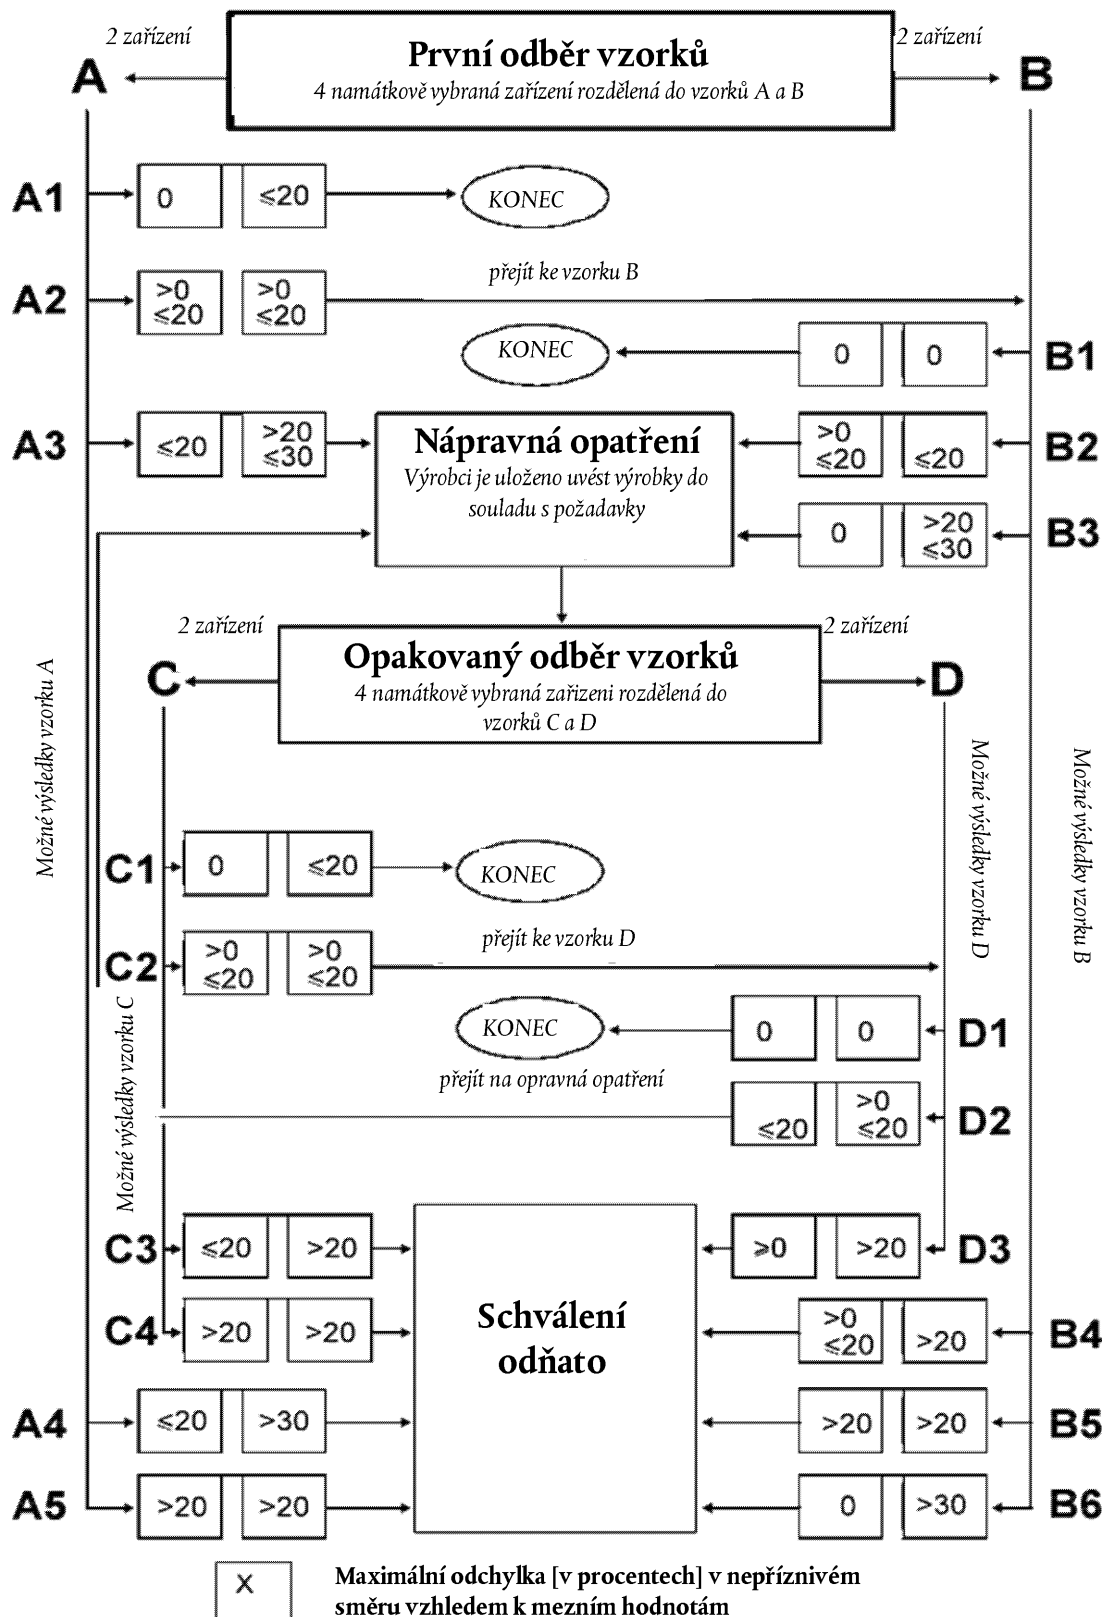 2 zařízení
První odběr vzorků
2 zařízení
A
4 namátkově vybraná zařízení rozdělená do vzorků A a B
B
A1
0
≤20
KONEC
přejít ke vzorku B
A2
>0
≤20
>0
≤20
KONEC
0
0
B1
A3
≤20
>20
≤30
Nápravná opatření
Výrobci je uloženo uvést výrobky do
souladu s požadavky
>0
≤20
≤20
B2
0
>20
≤30
B3
2 zařízení
2 zařízení
C
Opakovaný odběr vzorků
4 namátkově vybraná zařizeni rozdělená do
vzorků C a D
D
Možné výsledky vzorku A
Možné výsledky vzorku D
Možné výsledky vzorku B
C1
0
≤20
KONEC
přejít ke vzorku D
C2
>0
≤20
>0
≤20
Možné výsledky vzorku C
KONEC
0
0
D1
přejít na opravná opatření
≤20
>0
≤20
D2
C3
≤20
>20
Schválení
odňato
≥0
>20
D3
C4
>20
>20
>0
≤20
>20
B4
A4
≤20
>30
>20
>20
B5
A5
>20
>20
0
>30
B6
X
Maximální odchylka [v procentech] v nepříznivém
směru vzhledem k mezním hodnotám